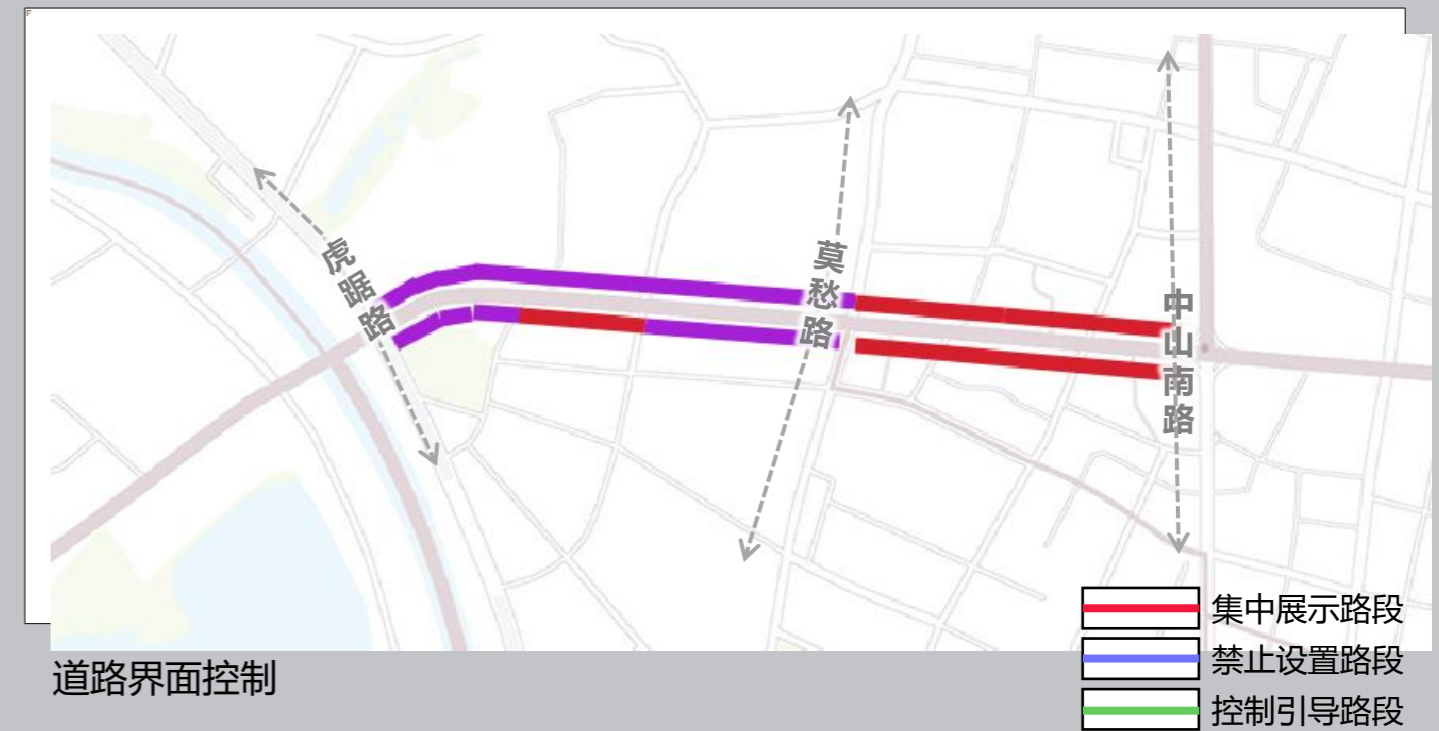 虎踞路
莫愁路
中山南路
集中展示路段
禁止设置路段
控制引导路段
道路界面控制